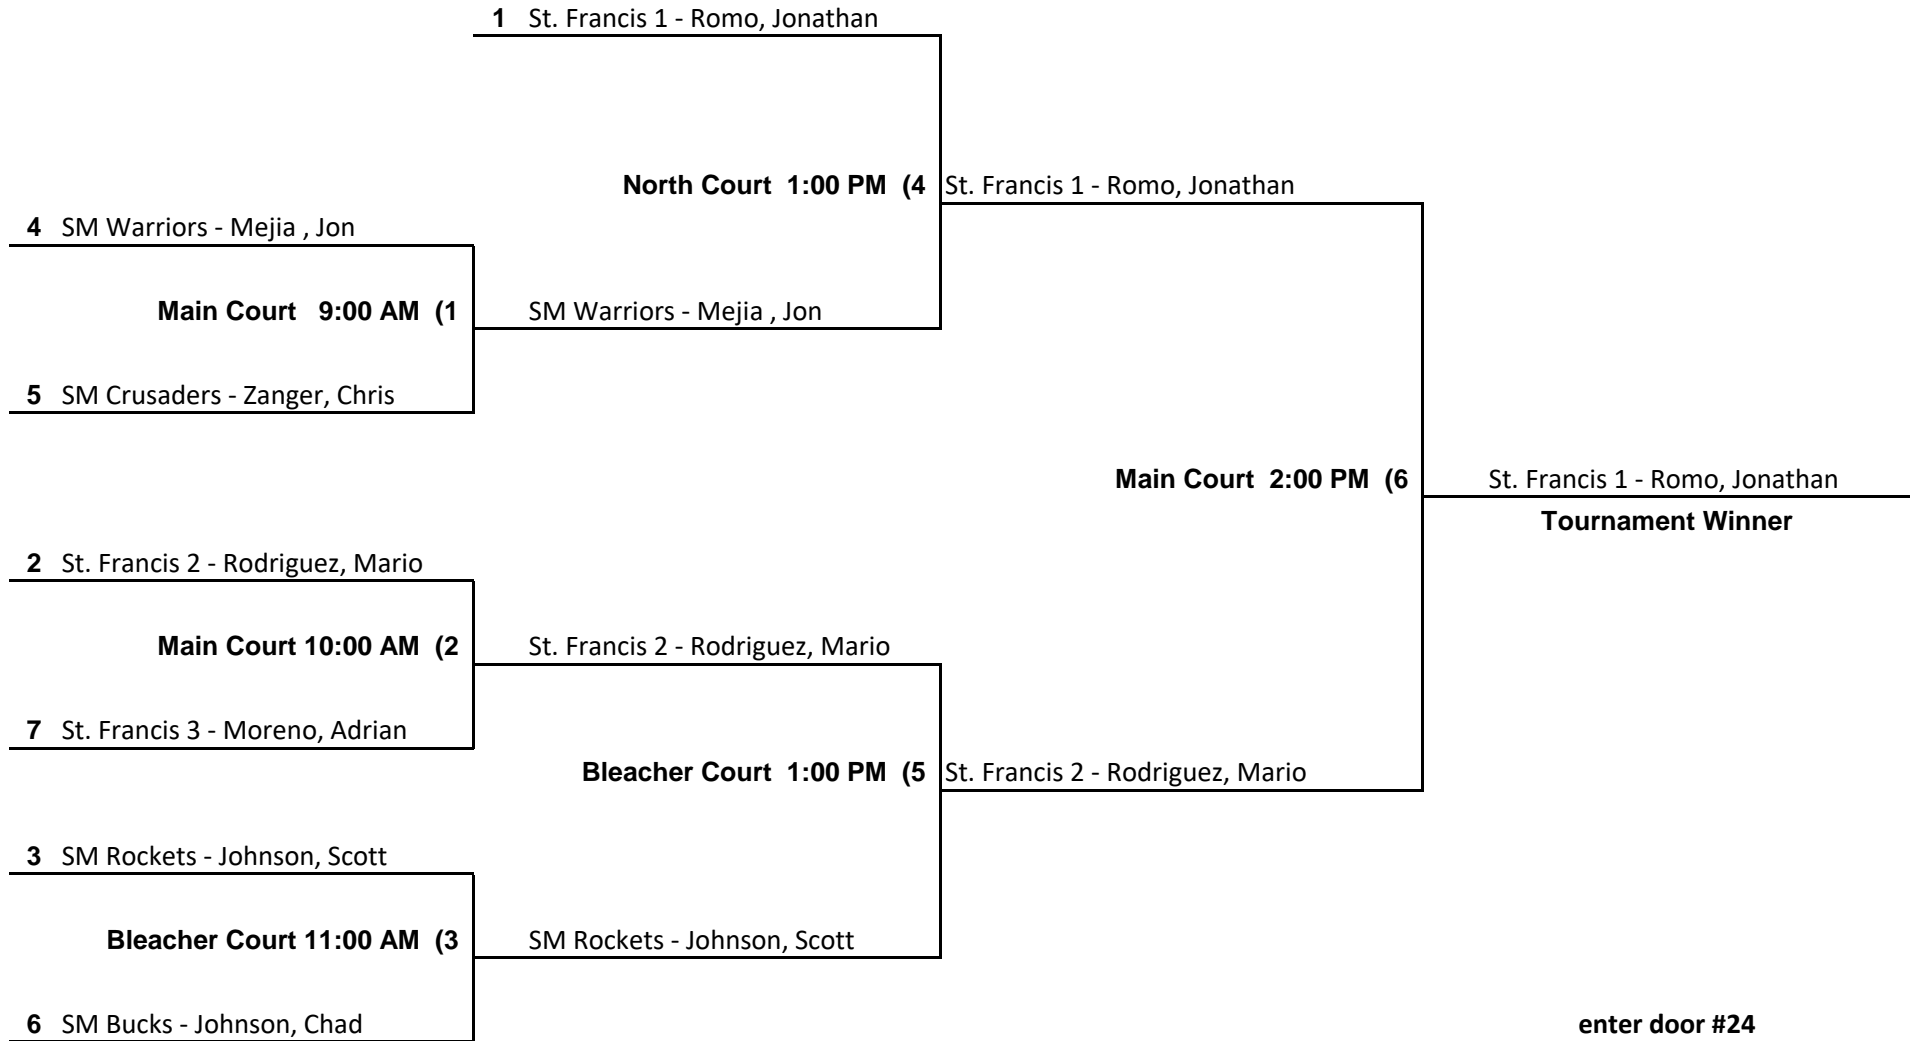 1 St. Francis 1 - Romo, Jonathan
North Court 1:00 PM (4 St. Francis 1 - Romo, Jonathan
4 SM Warriors - Mejia , Jon
Main Court 9:00 AM (1 SM Warriors - Mejia , Jon
5 SM Crusaders - Zanger, Chris
Main Court 2:00 PM (6 St. Francis 1 - Romo, Jonathan
Tournament Winner
2 St. Francis 2 - Rodriguez, Mario
Main Court 10:00 AM (2 St. Francis 2 - Rodriguez, Mario
7 St. Francis 3 - Moreno, Adrian
Bleacher Court 1:00 PM (5 St. Francis 2 - Rodriguez, Mario
3 SM Rockets - Johnson, Scott
Bleacher Court 11:00 AM (3 SM Rockets - Johnson, Scott
6 SM Bucks - Johnson, Chad
enter door #24